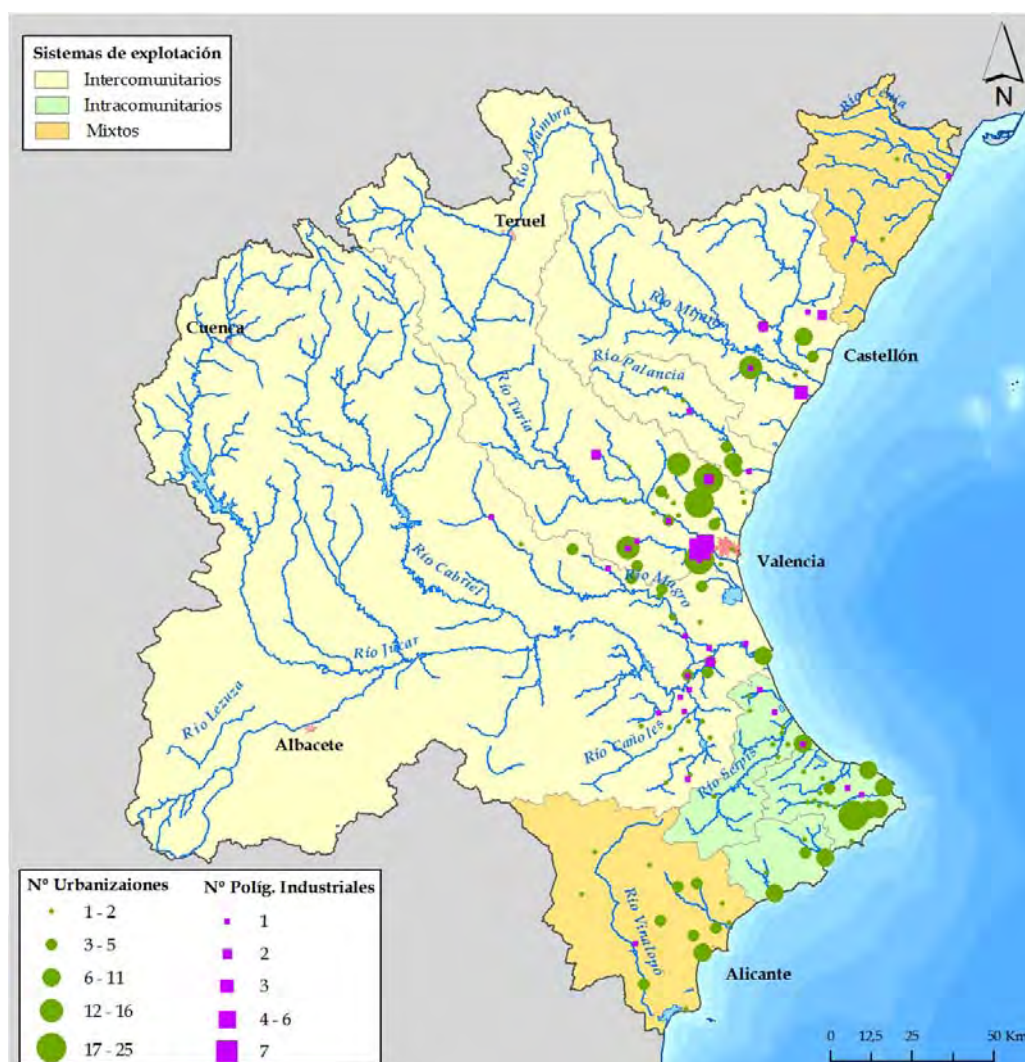 Sistemas de explotación
Intercomunitarios
Intracomunitarios
Mixtos
N
Río Cenia
Río Alfambra
Teruel
Río Mijares
Cuenca
Castellón
Río Palancia
Río Turia
Valencia
Río Magro
Río Cabriel
Río Júcar
Río Lezuza
Albacete
Río Cañoles
Río Serpis
Río Vinalopó
Alicante
Nº Urbanizaiones
1 - 2
3 - 5
6 - 11
12 - 16
17 - 25
Nº Políg. Industriales
1
2
3
4 - 6
7
0 12,5 25 50 Km